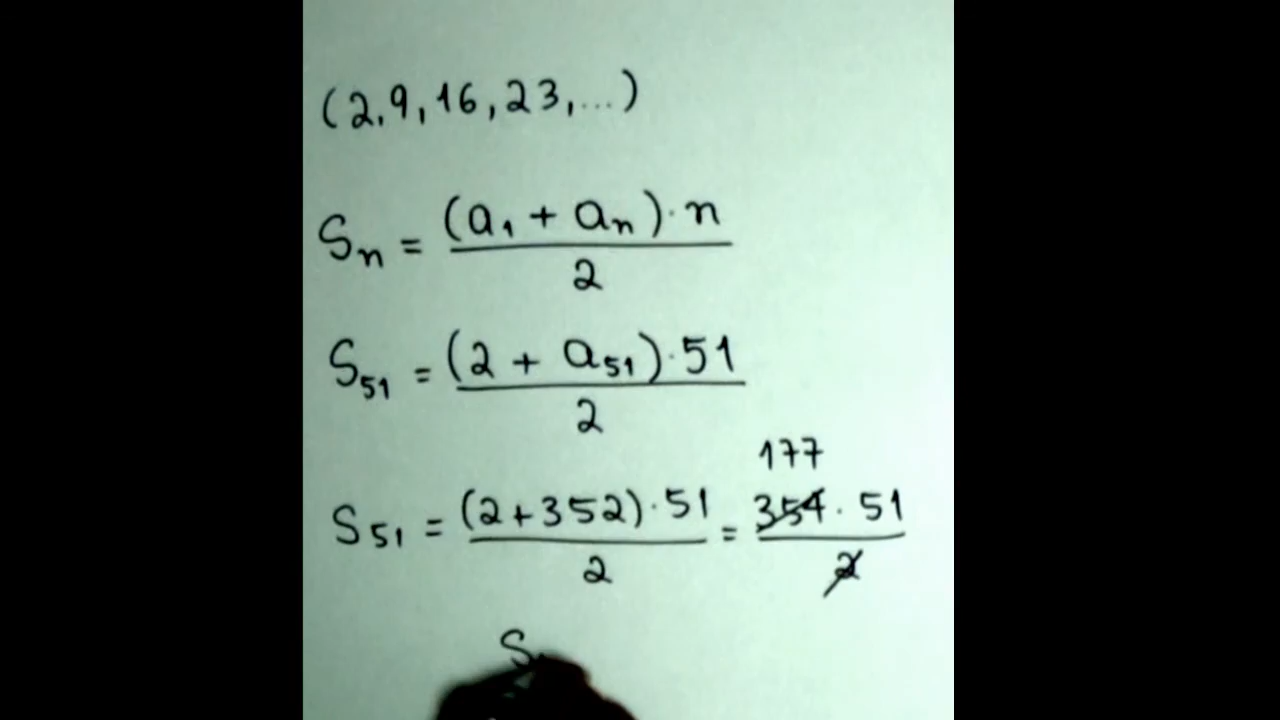 (2, 9, 16, 23, ...)
Sn = (a1 + an) · n / 2
S51 = (2 + a51) · 51 / 2
177
S51 = (2+352) · 51 / 2 = 354 · 51 / 2
S